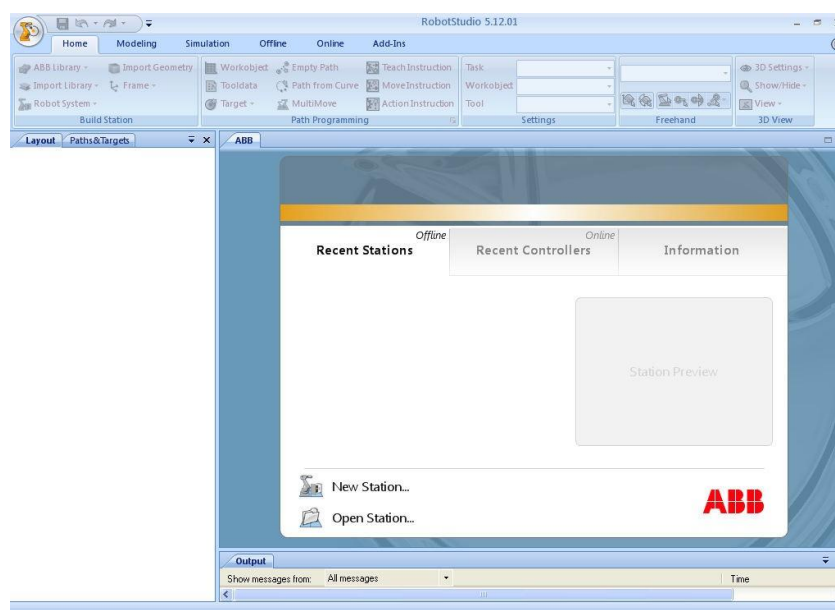 RobotStudio 5.12.01
Home Modeling Simulation Offline Online Add-Ins
ABB Library Import Geometry Workobject Empty Path Teach Instruction Task 3D Settings
Import Library Frame Tooldata Path from Curve Move Instruction Workobject Show/Hide
Robot System Target MultiMove Action Instruction Tool View
Build Station Path Programming Settings Freehand 3D View
Layout Paths&Targets ABB
Offline Online
Recent Stations Recent Controllers Information
Station Preview
New Station...
ABB
Open Station...
Output
Show messages from: All messages Time